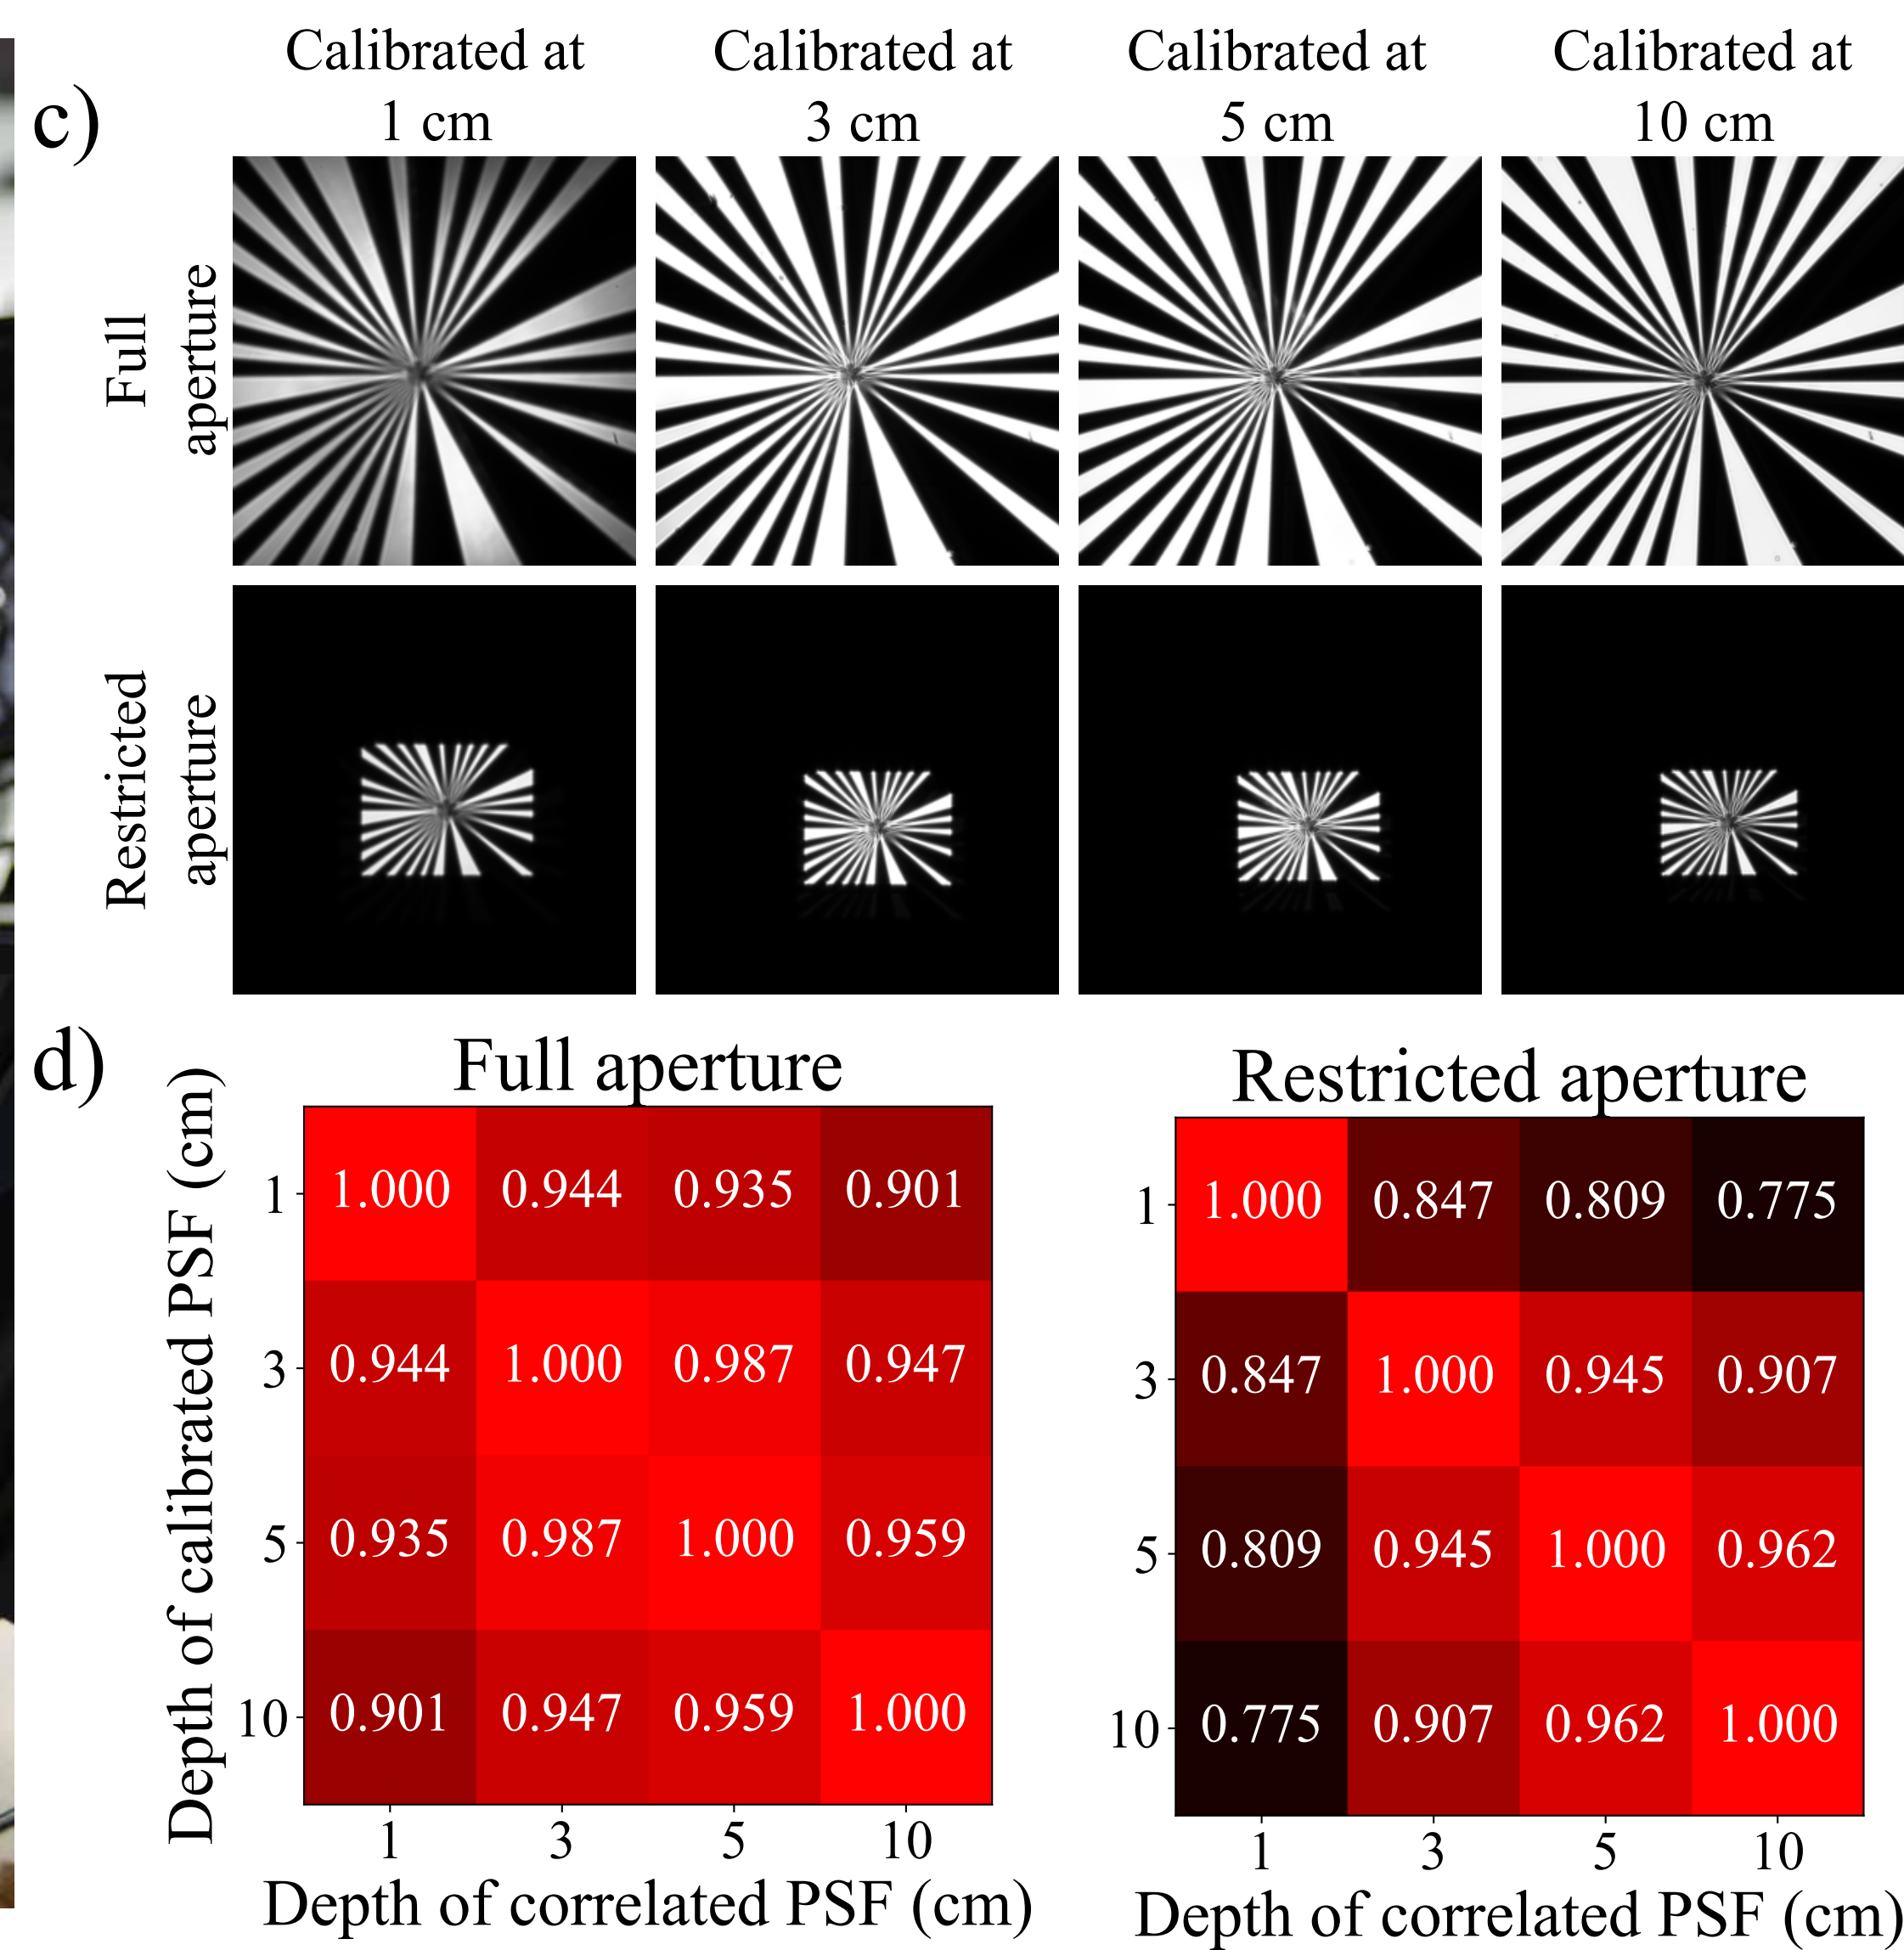 c)
Calibrated at
1 cm
Calibrated at
3 cm
Calibrated at
5 cm
Calibrated at
10 cm
Full
aperture
Restricted
aperture
d)
Full aperture
Depth of calibrated PSF (cm)
1 1.000 0.944 0.935 0.901
3 0.944 1.000 0.987 0.947
5 0.935 0.987 1.000 0.959
10 0.901 0.947 0.959 1.000
1 3 5 10
Depth of correlated PSF (cm)
Restricted aperture
1 1.000 0.847 0.809 0.775
3 0.847 1.000 0.945 0.907
5 0.809 0.945 1.000 0.962
10 0.775 0.907 0.962 1.000
1 3 5 10
Depth of correlated PSF (cm)